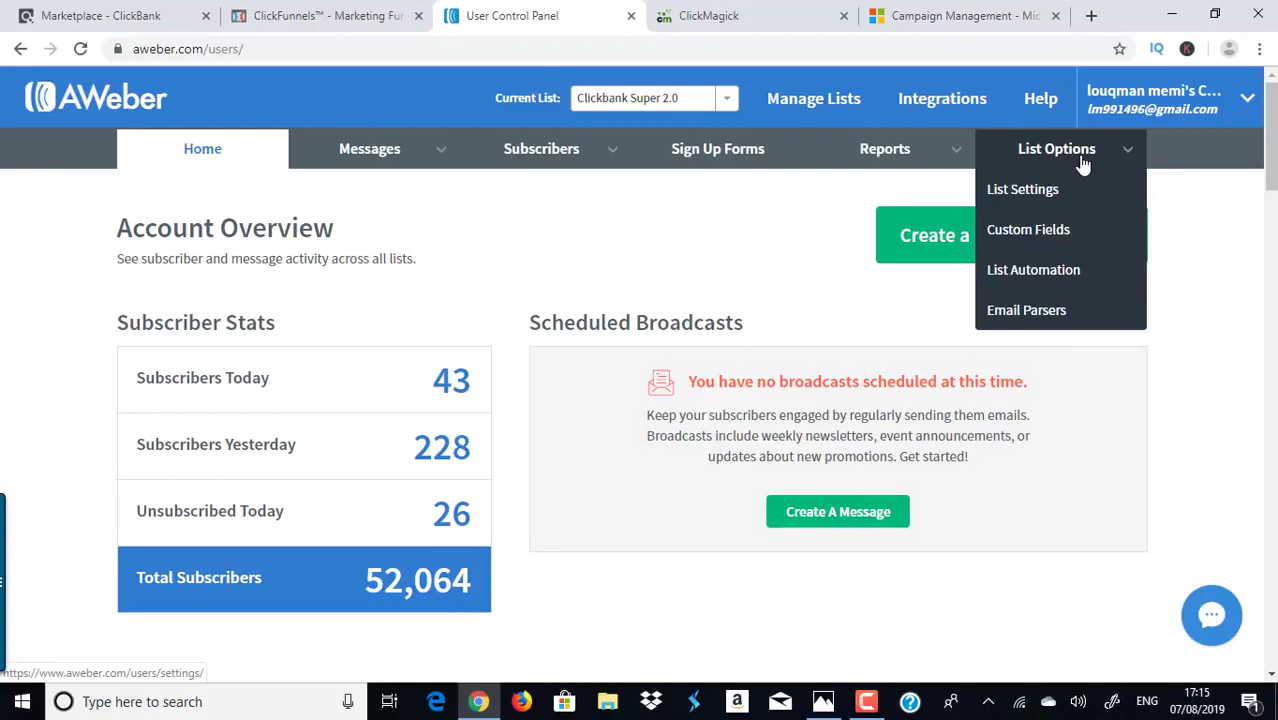 Marketplace - ClickBank
ClickFunnels™ - Marketing Fun
User Control Panel
cm ClickMagick
Campaign Management - Mic
aweber.com/users/
IQ
K
AWeber
Current List:
Clickbank Super 2.0
Manage Lists
Integrations
Help
louqman memi's C...
lm991496@gmail.com
Home
Messages
Subscribers
Sign Up Forms
Reports
List Options
List Settings
Custom Fields
List Automation
Email Parsers
Account Overview
See subscriber and message activity across all lists.
Create a
Subscriber Stats
Subscribers Today 43
Subscribers Yesterday 228
Unsubscribed Today 26
Total Subscribers 52,064
Scheduled Broadcasts
You have no broadcasts scheduled at this time.
Keep your subscribers engaged by regularly sending them emails.
Broadcasts include weekly newsletters, event announcements, or
updates about new promotions. Get started!
Create A Message
https://www.aweber.com/users/settings/
Type here to search
ENG
17:15
07/08/2019
1